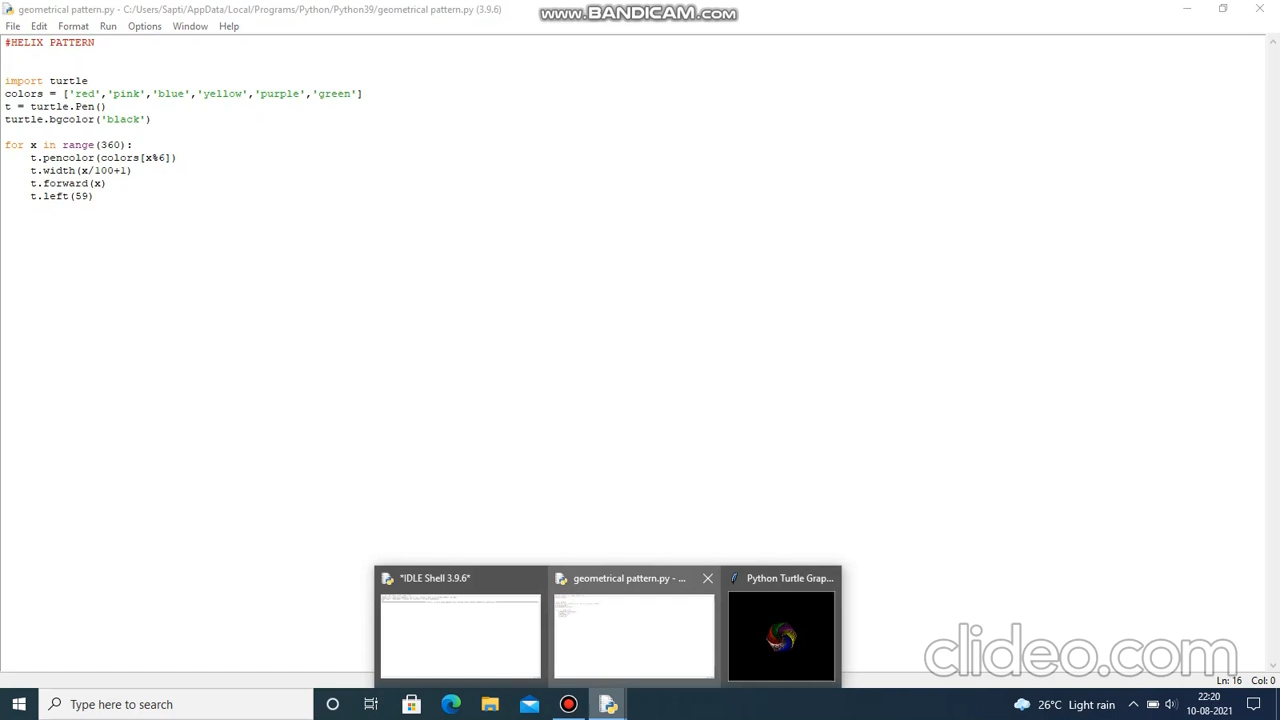 geometrical pattern.py - C:/Users/Sapti/AppData/Local/Programs/Python/Python39/geometrical pattern.py (3.9.6)
www.BANDICAM.com
File Edit Format Run Options Window Help
#HELIX PATTERN
import turtle
colors = ['red','pink','blue','yellow','purple','green']
t = turtle.Pen()
turtle.bgcolor('black')
for x in range(360):
t.pencolor(colors[x%6])
t.width(x/100+1)
t.forward(x)
t.left(59)
*IDLE Shell 3.9.6*
geometrical pattern.py - ...
Python Turtle Grap...
clideo.com
Ln: 16 Col: 0
Type here to search
26°C Light rain
22:20
10-08-2021